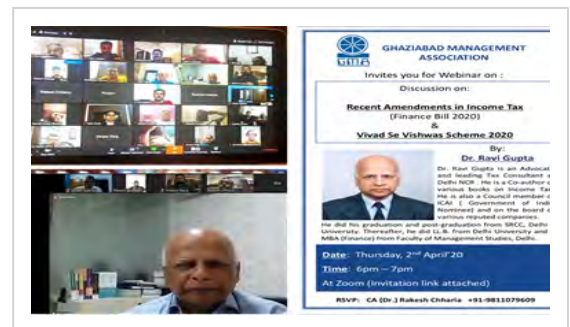 GMA
GHAZIABAD MANAGEMENT
ASSOCIATION
Invites you for Webinar on :
Discussion on:
Recent Amendments in Income Tax
(Finance Bill 2020)
&
Vivad Se Vishwas Scheme 2020
By:
Dr. Ravi Gupta
Dr. Ravi Gupta is an Advocat
and leading Tax Consultant a
Delhi NCR . He is a Co-author o
various books on Income Tax
He is also a Council member o
ICAI ( Government of Indi
Nominee) and on the board o
various reputed companies.
He did his graduation and post-graduation from SRCC, Delhi
University. Thereafter, he did LL.B. from Delhi University and
MBA (Finance) from Faculty of Management Studies, Delhi.
Date: Thursday, 2nd April'20
Time: 6pm – 7pm
At Zoom (invitation link attached)
RSVP: CA (Dr.) Rakesh Chharia +91-9811079609